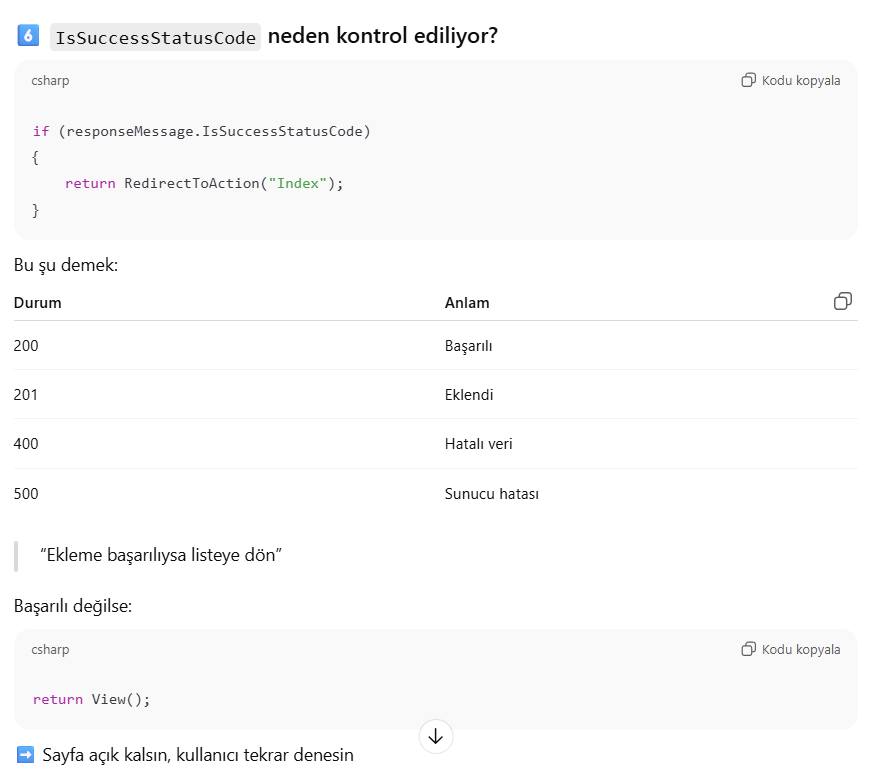 6 IsSuccessStatusCode neden kontrol ediliyor?
csharp Kodu kopyala
if (responseMessage.IsSuccessStatusCode)
{
    return RedirectToAction("Index");
}
Bu şu demek:
Durum Anlam
200 Başarılı
201 Eklendi
400 Hatalı veri
500 Sunucu hatası
“Ekleme başarılıysa listeye dön”
Başarılı değilse:
csharp Kodu kopyala
return View();
➡️ Sayfa açık kalsın, kullanıcı tekrar denesin